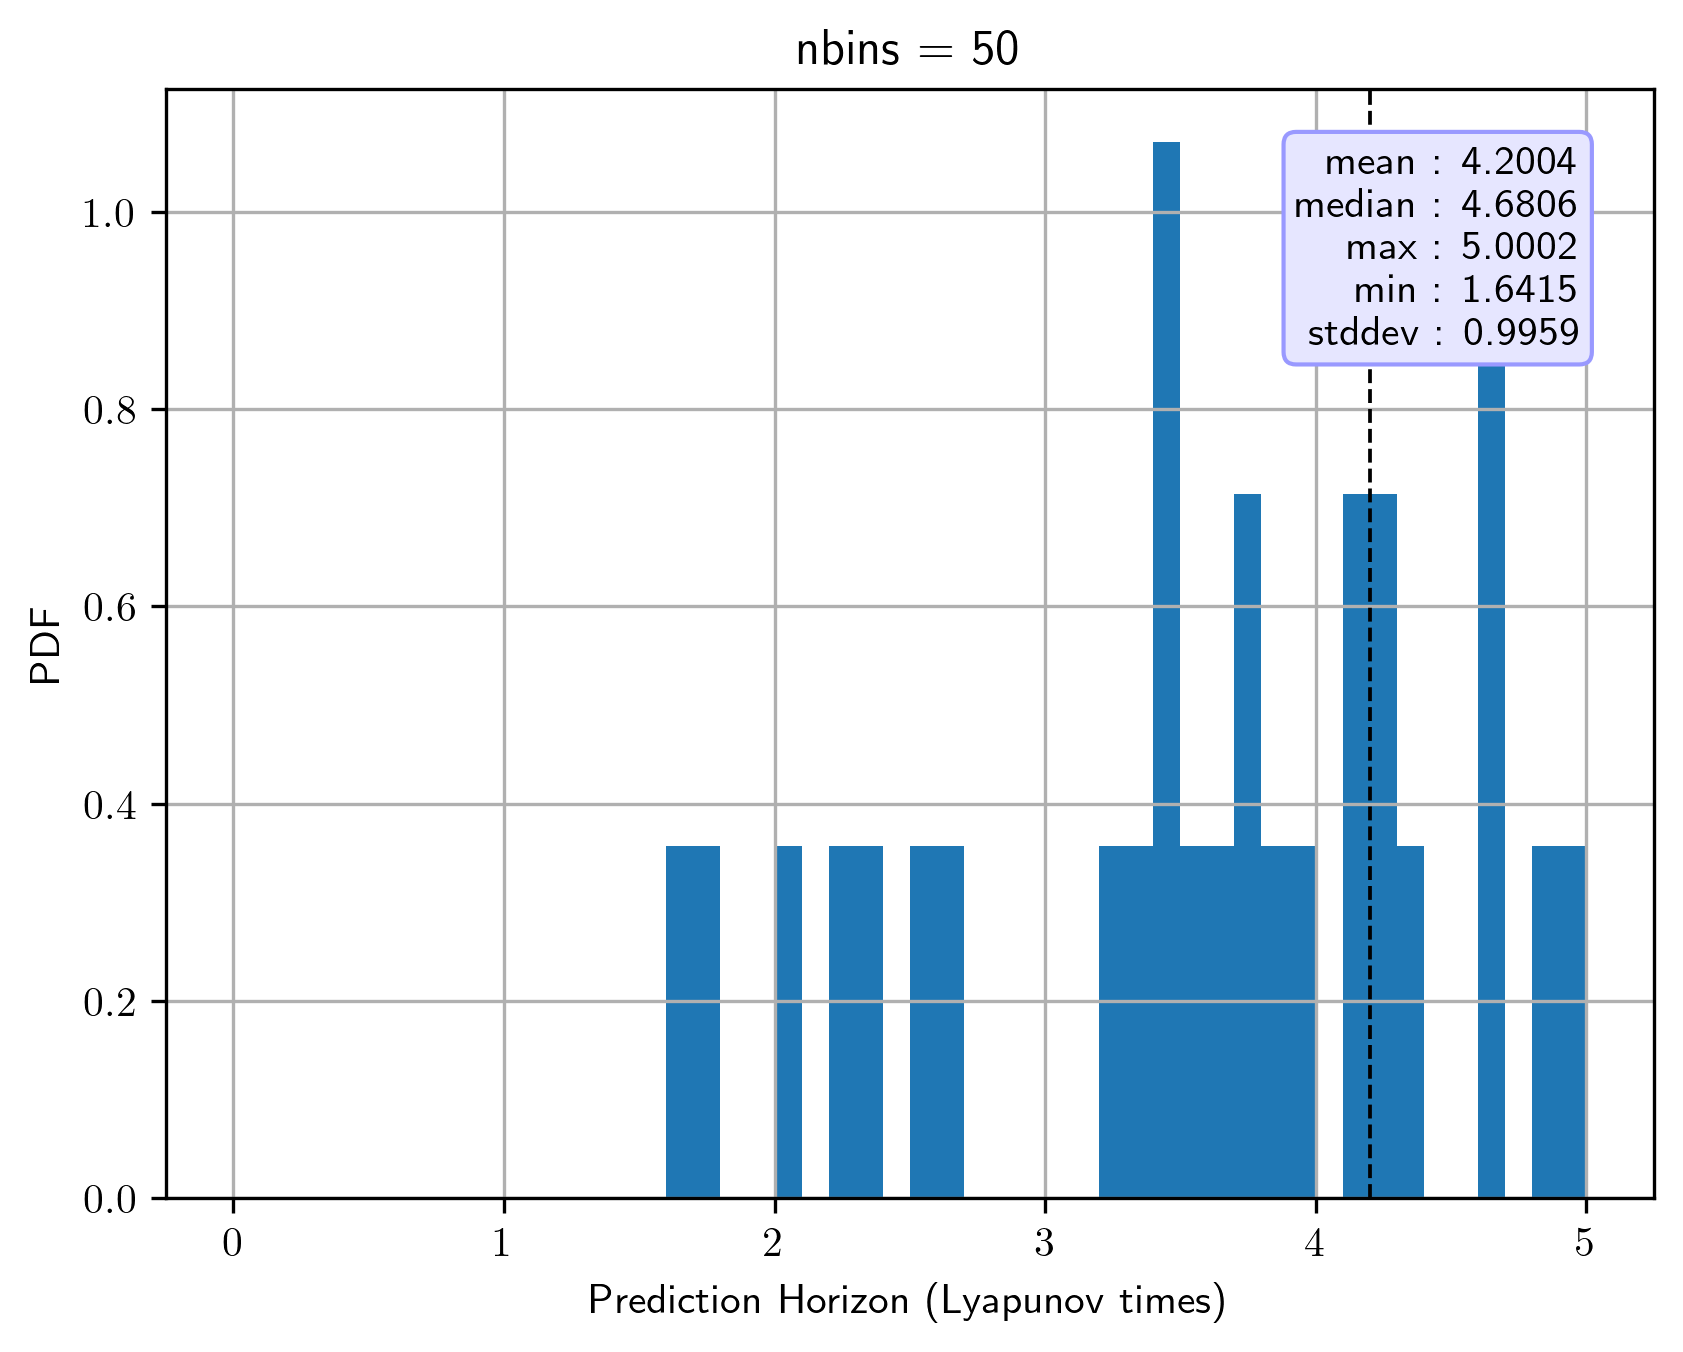 nbins = 50
mean : 4.2004
median : 4.6806
max : 5.0002
min : 1.6415
stddev : 0.9959
PDF
1.0
0.8
0.6
0.4
0.2
0.0
0 1 2 3 4 5
Prediction Horizon (Lyapunov times)